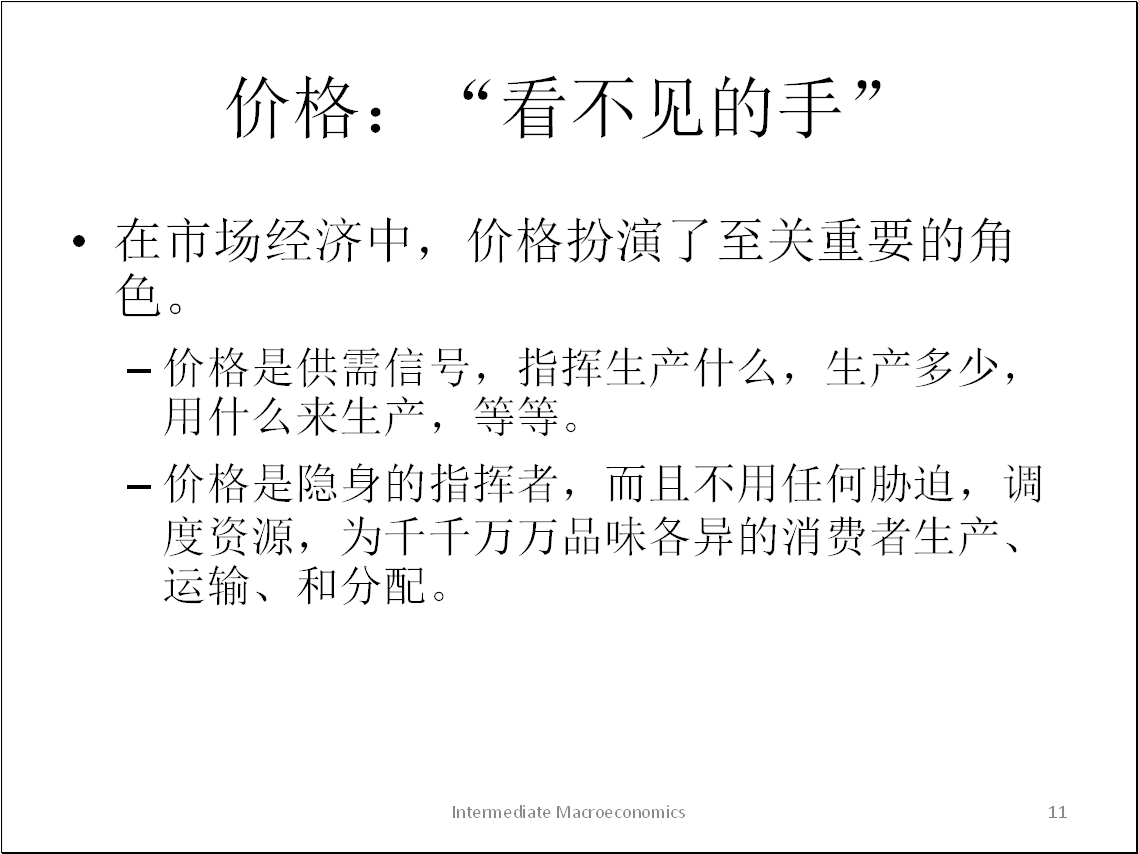 价格：“看不见的手”
• 在市场经济中，价格扮演了至关重要的角
色。
– 价格是供需信号，指挥生产什么，生产多少，
用什么来生产，等等。
– 价格是隐身的指挥者，而且不用任何胁迫，调
度资源，为千千万万品味各异的消费者生产、
运输、和分配。
Intermediate Macroeconomics
11